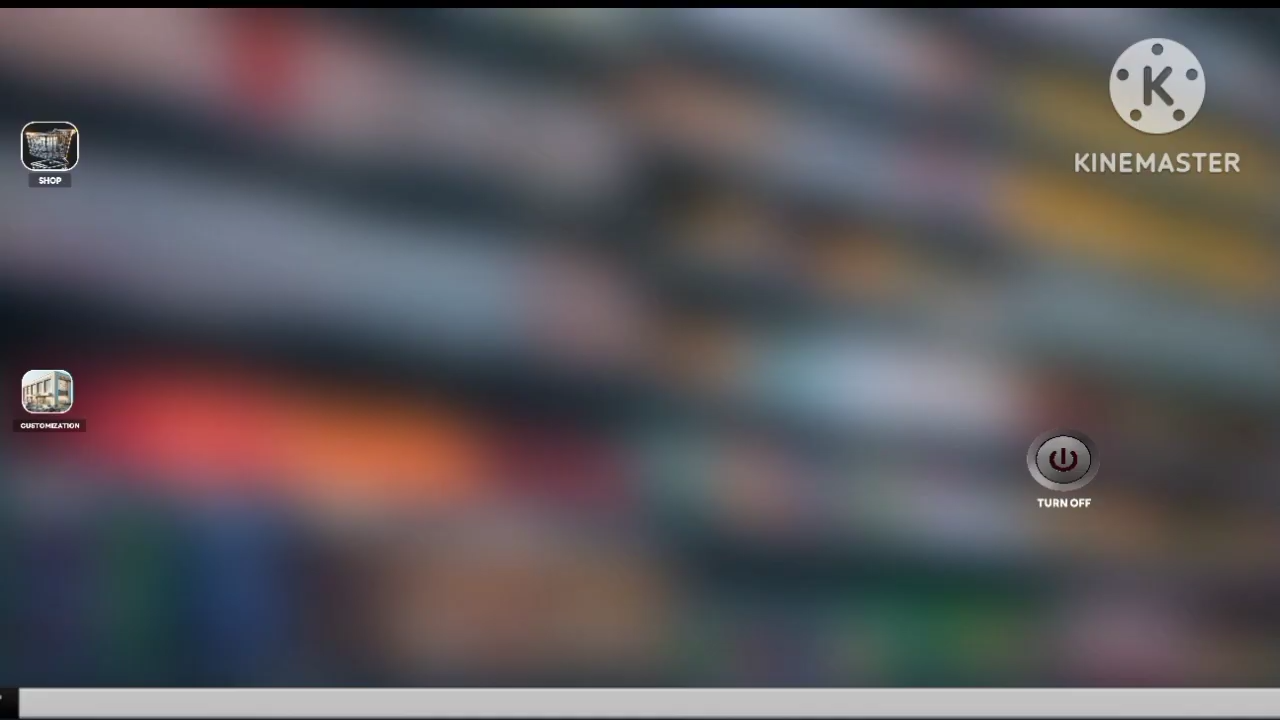 SHOP
K
KINEMASTER
CUSTOMIZATION
TURN OFF